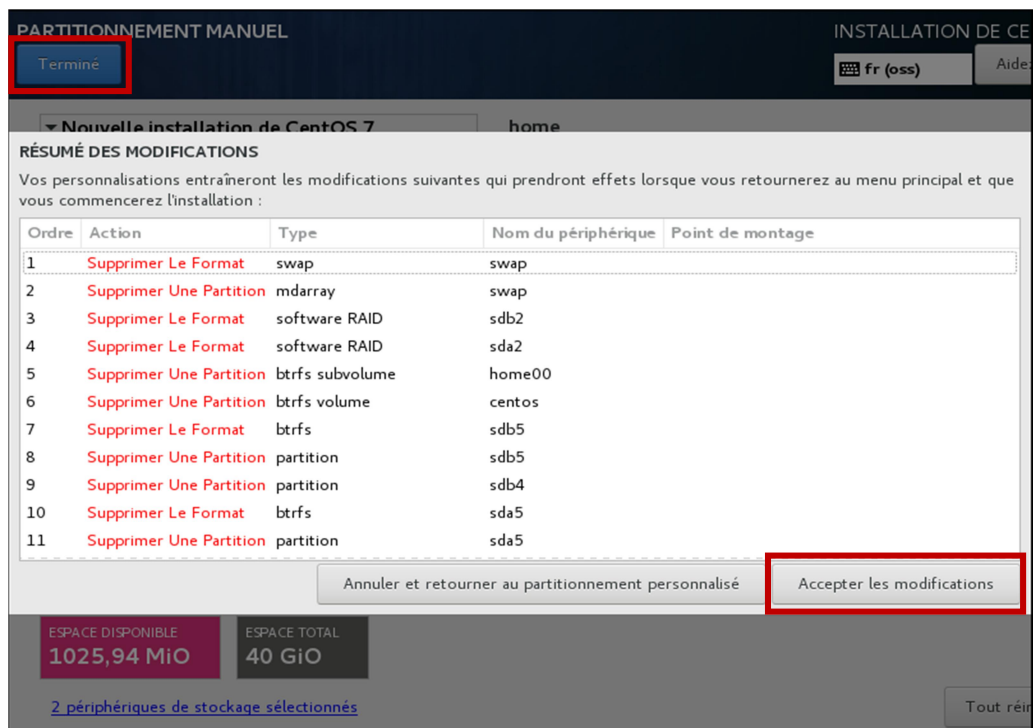 PARTITIONNEMENT MANUEL
INSTALLATION DE CE
Terminé
fr (oss)
Aide
Nouvelle installation de CentOS 7
home
RÉSUMÉ DES MODIFICATIONS
Vos personnalisations entraîneront les modifications suivantes qui prendront effets lorsque vous retournerez au menu principal et que
vous commencerez l'installation :
Ordre Action Type Nom du périphérique Point de montage
1 Supprimer Le Format swap swap
2 Supprimer Une Partition mdarray swap
3 Supprimer Le Format software RAID sdb2
4 Supprimer Le Format software RAID sda2
5 Supprimer Une Partition btrfs subvolume home00
6 Supprimer Une Partition btrfs volume centos
7 Supprimer Le Format btrfs sdb5
8 Supprimer Une Partition partition sdb5
9 Supprimer Une Partition partition sdb4
10 Supprimer Le Format btrfs sda5
11 Supprimer Une Partition partition sda5
Annuler et retourner au partitionnement personnalisé
Accepter les modifications
ESPACE DISPONIBLE
1025,94 MiO
ESPACE TOTAL
40 GiO
2 périphériques de stockage sélectionnés
Tout réin